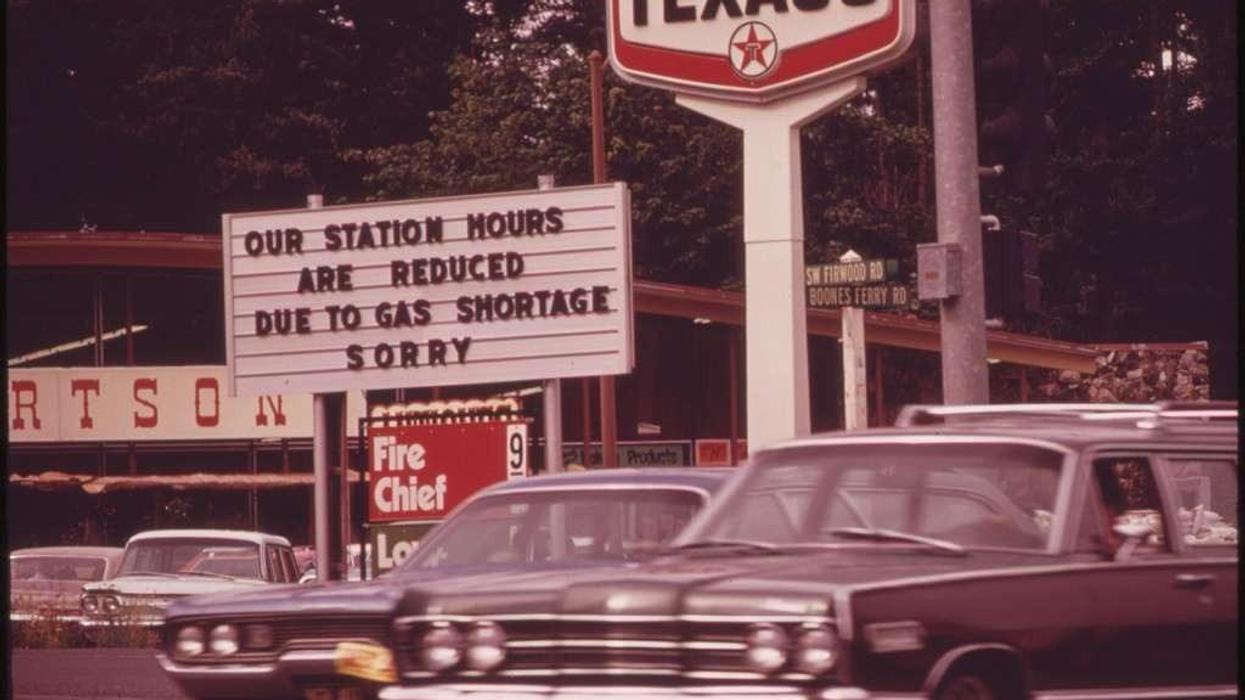 TEXACO
T
OUR STATION HOURS
ARE REDUCED
DUE TO GAS SHORTAGE
SORRY
SW FIRWOOD RD
BOONES FERRY RD
RTSON
Fire 9
Chief
Products